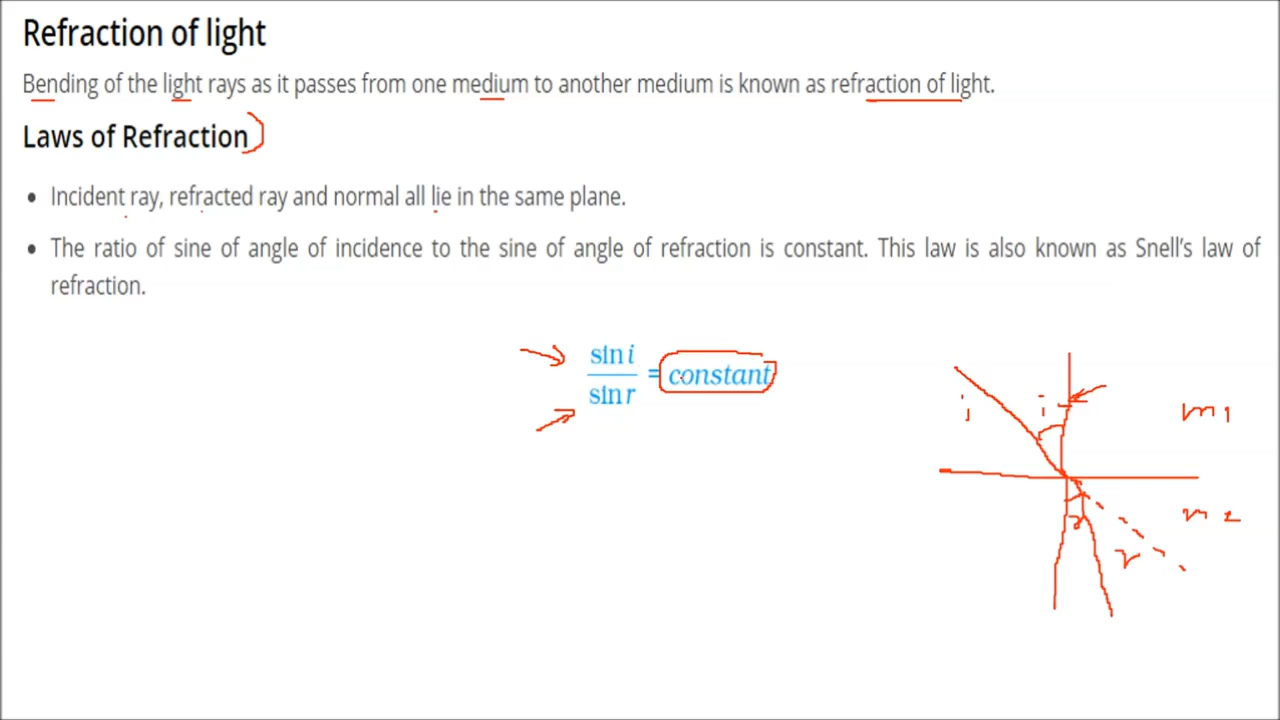 Refraction of light
Bending of the light rays as it passes from one medium to another medium is known as refraction of light.
Laws of Refraction
• Incident ray, refracted ray and normal all lie in the same plane.
• The ratio of sine of angle of incidence to the sine of angle of refraction is constant. This law is also known as Snell's law of
refraction.
sin i
sin r
= constant
i
i
m1
m2
r
r